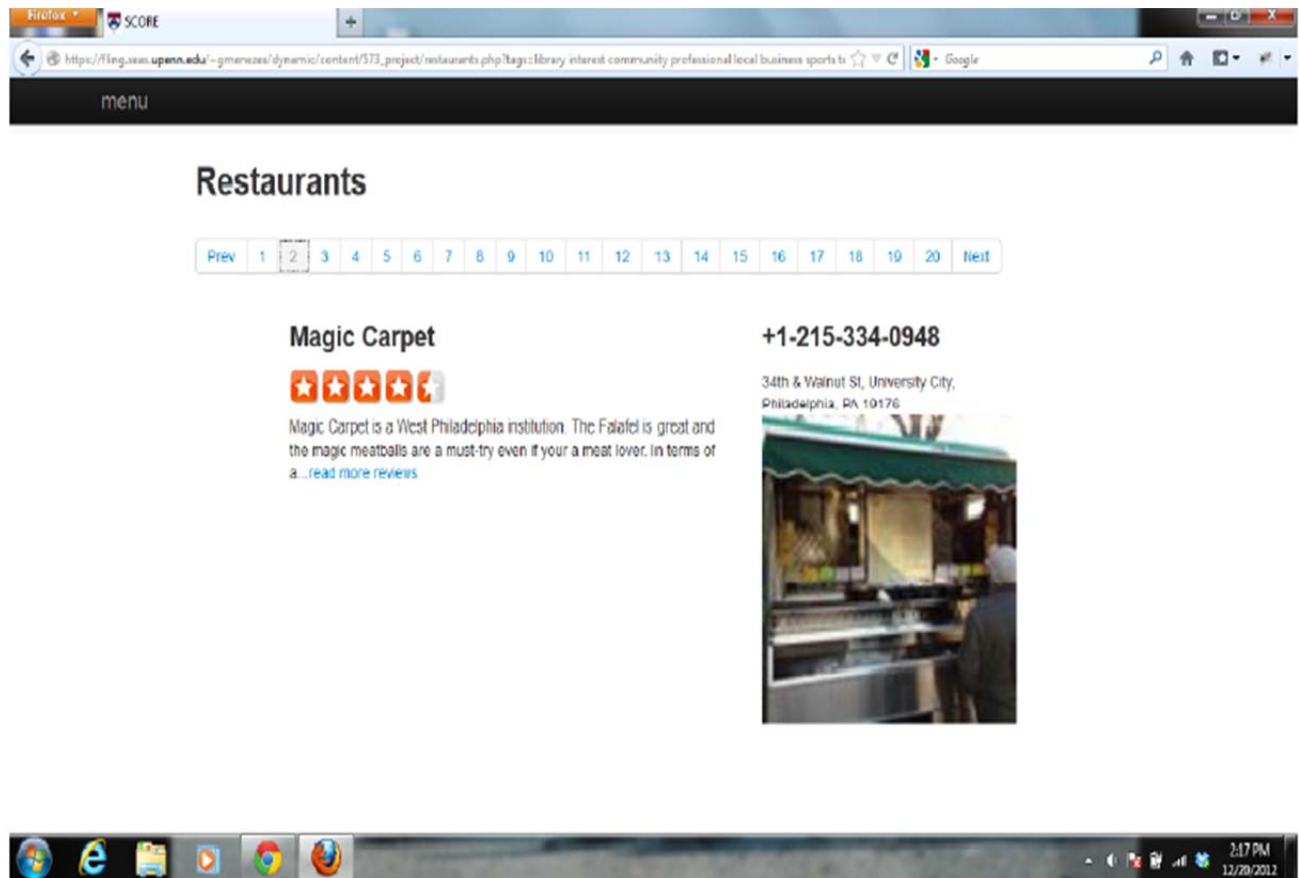 Firefox
SCORE
https://fling.seas.upenn.edu/~gmenezes/dynamic/content/573_project/restaurants.php?tags=library interest community professional local business sports
Google
menu
Restaurants
Prev 1 2 3 4 5 6 7 8 9 10 11 12 13 14 15 16 17 18 19 20 Next
Magic Carpet
+1-215-334-0948
34th & Walnut St, University City,
Philadelphia, PA 19176
Magic Carpet is a West Philadelphia institution. The Falafel is great and
the magic meatballs are a must-try even if your a meat lover. In terms of
a...read more reviews
2:17 PM
12/20/2012